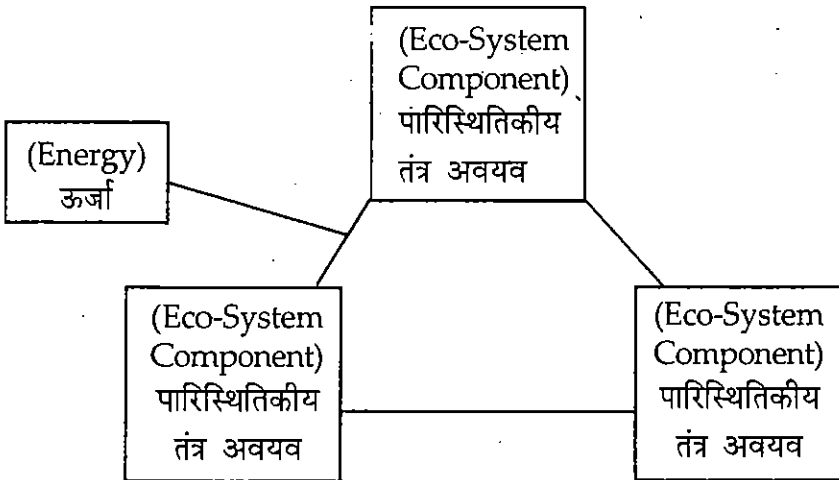 (Eco-System
Component)
पारिस्थितिकीय
तंत्र अवयव
(Energy)
ऊर्जा
(Eco-System
Component)
पारिस्थितिकीय
तंत्र अवयव
(Eco-System
Component)
पारिस्थितिकीय
तंत्र अवयव